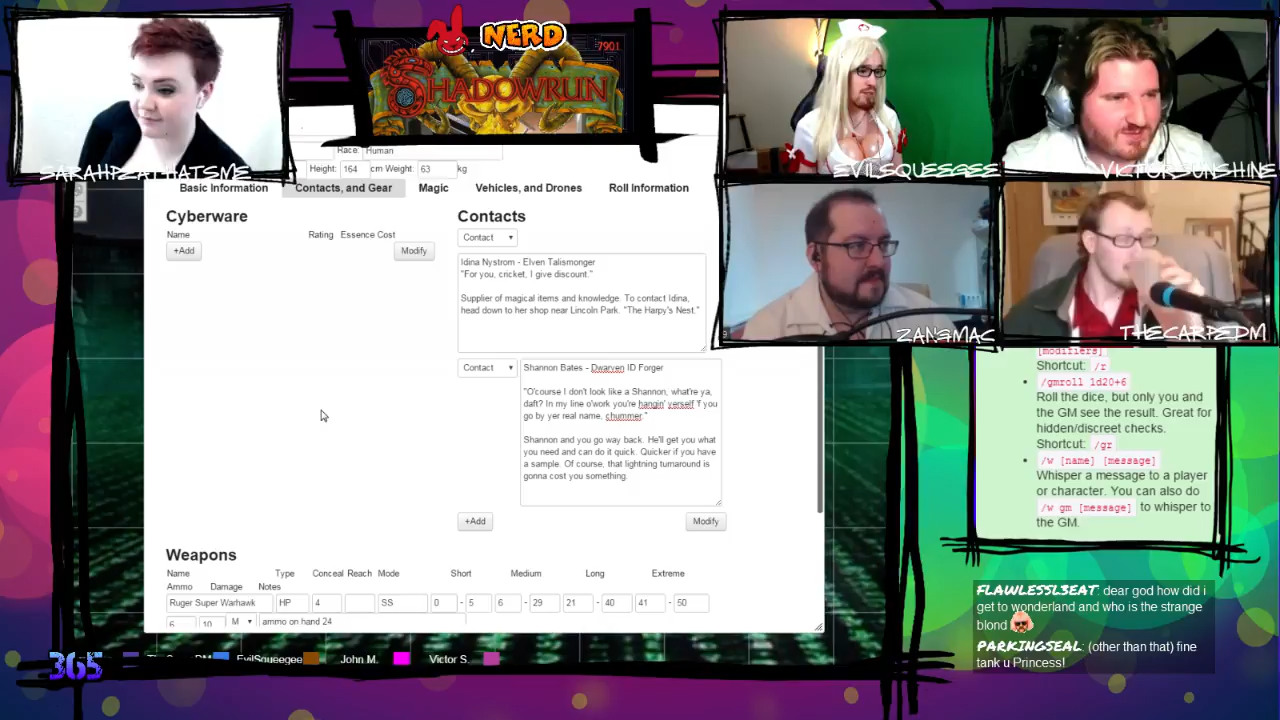 NERD
7901
SHADOWRUN
SARAHPEATHATSME
EVILSQUEEGEE
VICTORSUNSHINE
ZANGMAC
THECARPEDM
Race: Human
Height: 164 cm Weight: 63 kg
Basic Information Contacts, and Gear Magic Vehicles, and Drones Roll Information
Cyberware
Name Rating Essence Cost
+Add Modify
Contacts
Contact
Idina Nystrom - Elven Talismonger
"For you, cricket, I give discount."
Supplier of magical items and knowledge. To contact Idina,
head down to her shop near Lincoln Park. "The Harpy's Nest."
Contact
Shannon Bates - Dwarven ID Forger
"O'course I don't look like a Shannon, what're ya,
daft? In my line o'work you're hangin' yerself 'f you
go by yer real name, chummer."
Shannon and you go way back. He'll get you what
you need and can do it quick. Quicker if you have
a sample. Of course, that lightning turnaround is
gonna cost you something.
+Add Modify
Weapons
Name Type Conceal Reach Mode Short Medium Long Extreme
Ammo Damage Notes
Ruger Super Warhawk HP 4 SS 0 - 5 6 - 29 21 - 40 41 - 50
6 10 M ammo on hand 24
[modifiers]
Shortcut: /r
/gmroll 1d20+6
Roll the dice, but only you and
the GM see the result. Great for
hidden/discreet checks.
Shortcut: /gr
/w [name] [message]
Whisper a message to a player
or character. You can also do
/w gm [message] to whisper to
the GM.
FLAWLESSL3EAT: dear god how did i
get to wonderland and who is the strange
blond
PARKINGSEAL: (other than that) fine
tank u Princess!
365
TheCarpeDM EvilSqueegee John M. Victor S.